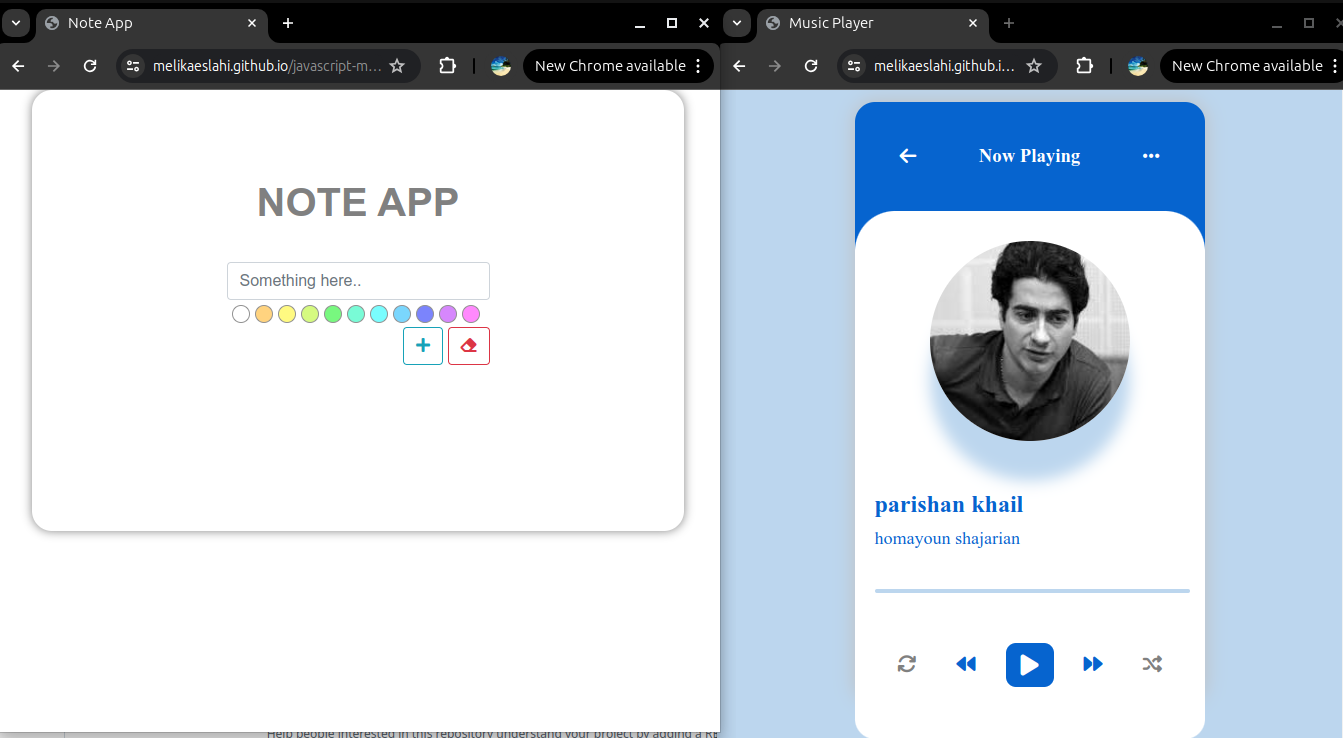 Note App
melikaeslahi.github.io/javascript-m...
New Chrome available
NOTE APP
Something here..
Help people interested in this repository understand your project by adding a RE
Music Player
melikaeslahi.github.i...
New Chrome available
Now Playing
parishan khail
homayoun shajarian